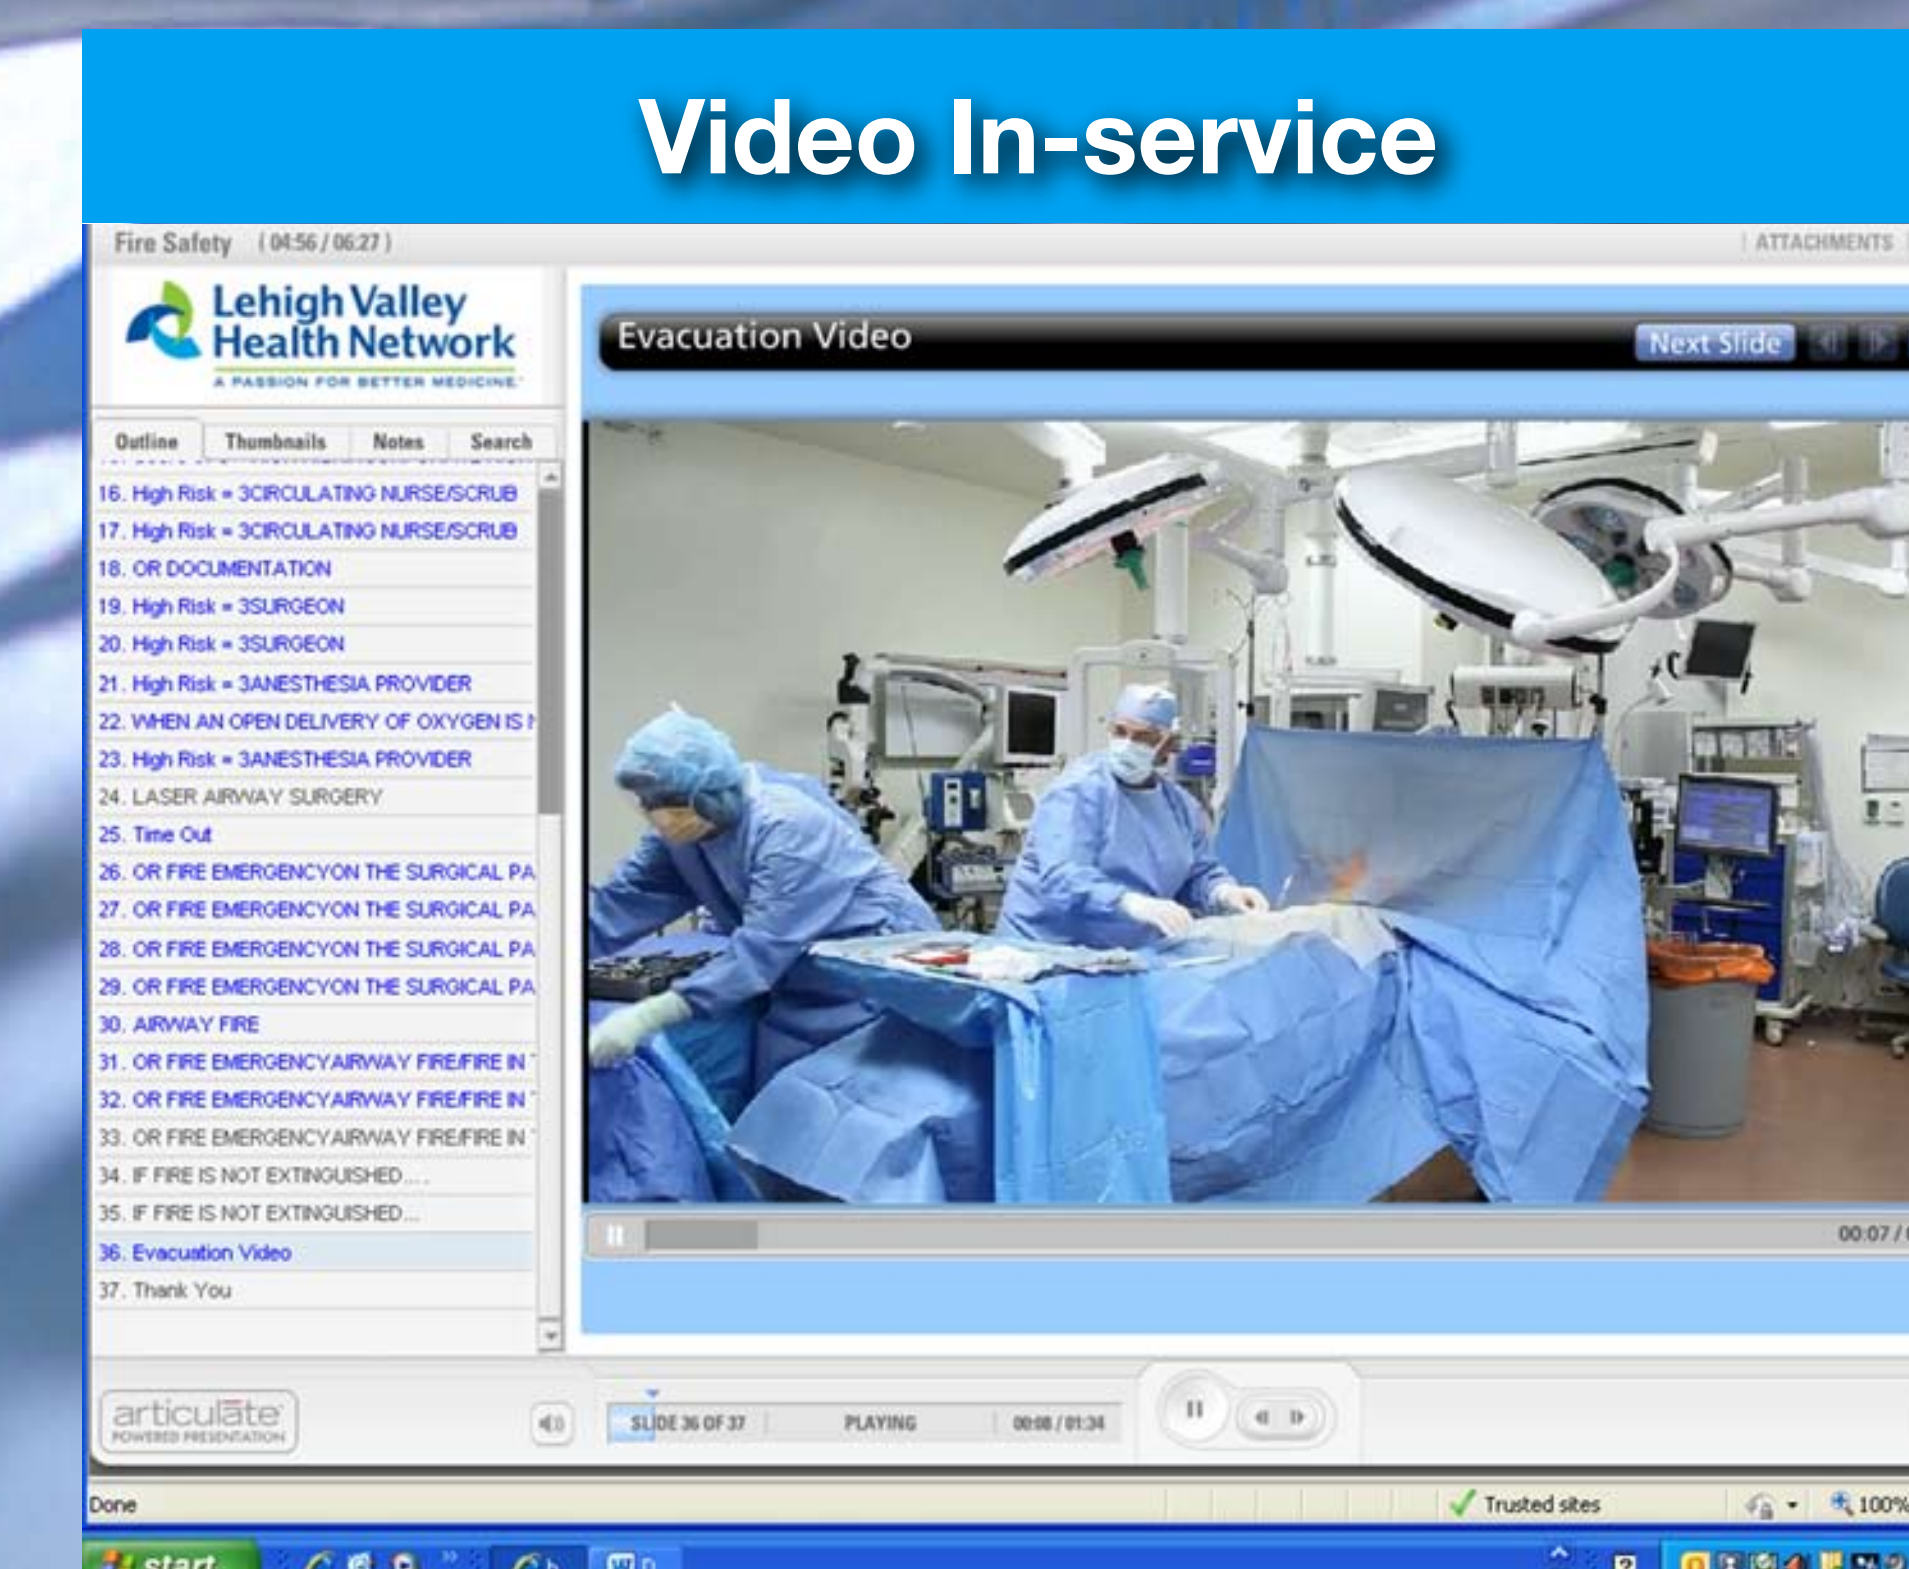 Video In-service
Fire Safety ( 04:56 / 06:27 )
ATTACHMENTS
Lehigh Valley
Health Network
A PASSION FOR BETTER MEDICINE.
Evacuation Video
Next Slide
Outline Thumbnails Notes Search
16. High Risk = 3CIRCULATING NURSE/SCRUB
17. High Risk = 3CIRCULATING NURSE/SCRUB
18. OR DOCUMENTATION
19. High Risk = 3SURGEON
20. High Risk = 3SURGEON
21. High Risk = 3ANESTHESIA PROVIDER
22. WHEN AN OPEN DELIVERY OF OXYGEN IS
23. High Risk = 3ANESTHESIA PROVIDER
24. LASER AIRWAY SURGERY
25. Time Out
26. OR FIRE EMERGENCYON THE SURGICAL PA
27. OR FIRE EMERGENCYON THE SURGICAL PA
28. OR FIRE EMERGENCYON THE SURGICAL PA
29. OR FIRE EMERGENCYON THE SURGICAL PA
30. AIRWAY FIRE
31. OR FIRE EMERGENCYAIRWAY FIRE/FIRE IN
32. OR FIRE EMERGENCYAIRWAY FIRE/FIRE IN
33. OR FIRE EMERGENCYAIRWAY FIRE/FIRE IN
34. IF FIRE IS NOT EXTINGUISHED....
35. IF FIRE IS NOT EXTINGUISHED...
36. Evacuation Video
37. Thank You
00:07 /
articulate
POWERED PRESENTATION
SLIDE 36 OF 37 PLAYING 00:08 / 01:34
Done
Trusted sites
100%
start